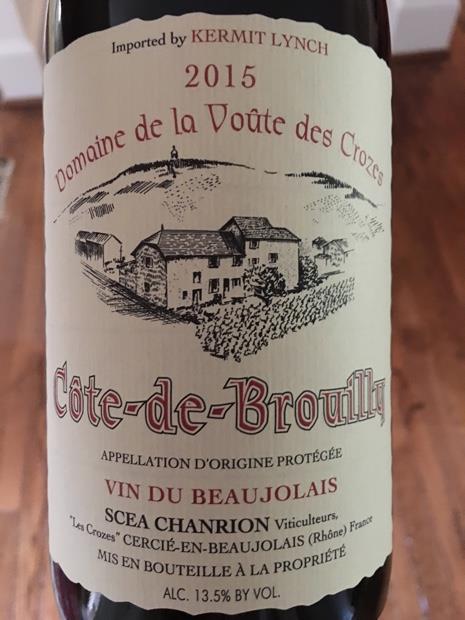 Imported by KERMIT LYNCH
2015
Domaine de la Voûte des Crozes
Côte-de-Brouilly
APPELLATION D'ORIGINE PROTÉGÉE
VIN DU BEAUJOLAIS
SCEA CHANRION Viticulteurs,
"Les Crozes" CERCIÉ-EN-BEAUJOLAIS (Rhône) France
MIS EN BOUTEILLE À LA PROPRIÉTÉ
ALC. 13.5% BY VOL.